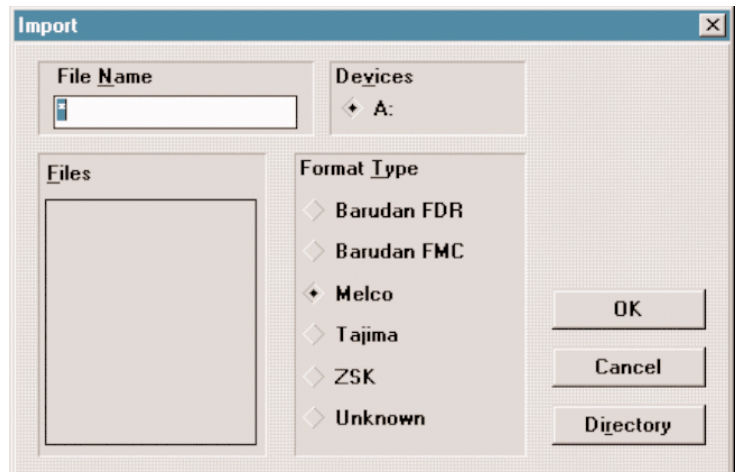 Import
File Name
*
Devices
A:
Files
Format Type
Barudan FDR
Barudan FMC
Melco
Tajima
ZSK
Unknown
OK
Cancel
Directory